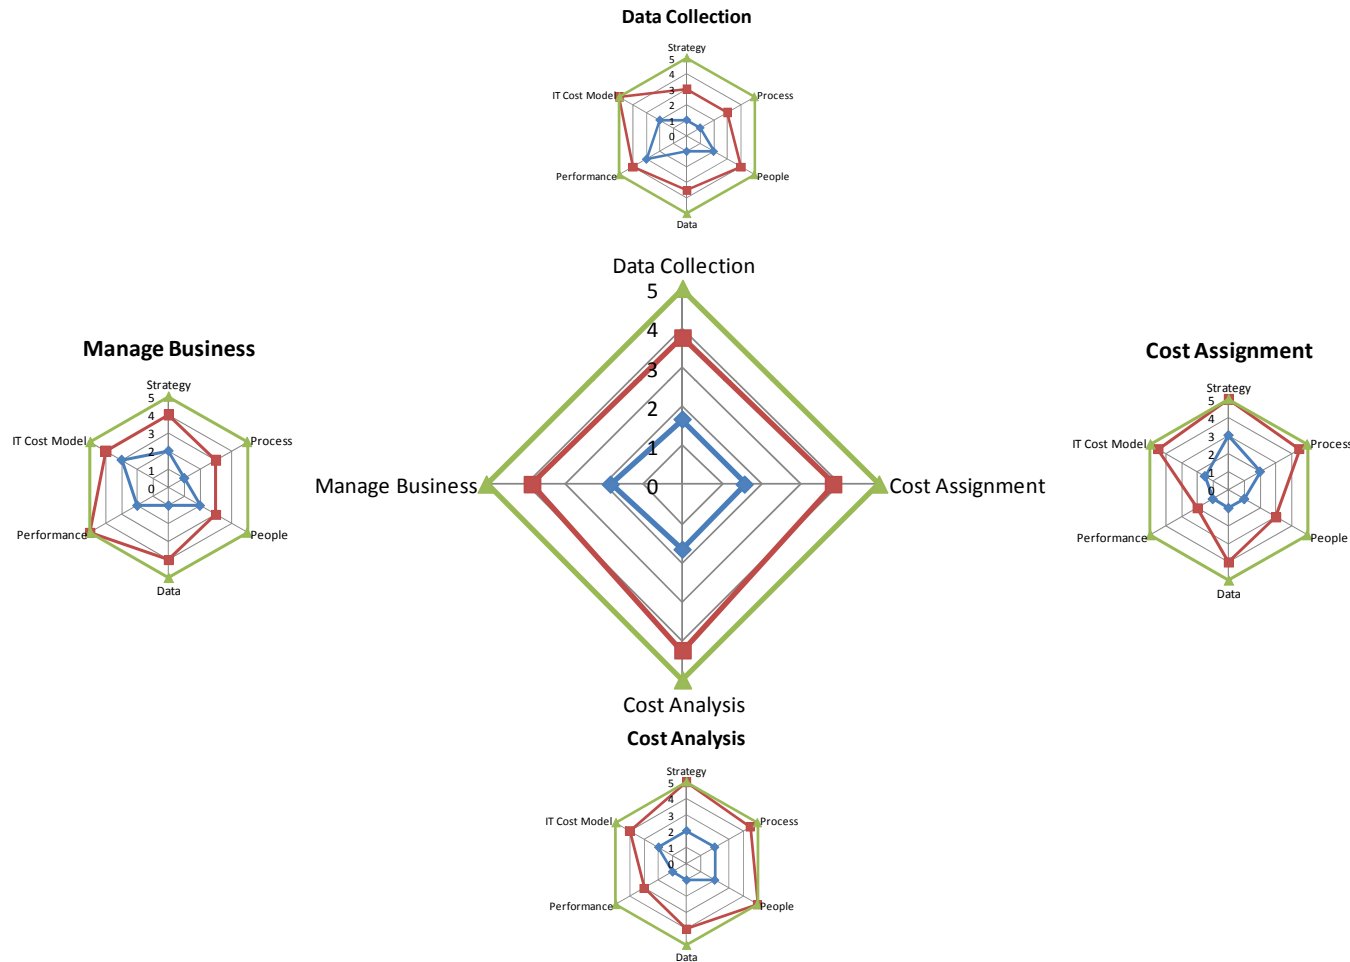 Data Collection
Strategy
5
4
3
2
1
0
IT Cost Model
Process
Performance
People
Data
Data Collection
5
4
3
2
1
0
Manage Business
Cost Assignment
Cost Analysis
Manage Business
Strategy
5
4
3
2
1
0
IT Cost Model
Process
Performance
People
Data
Cost Assignment
Strategy
5
4
3
2
1
0
IT Cost Model
Process
Performance
People
Data
Cost Analysis
Strategy
5
4
3
2
1
0
IT Cost Model
Process
Performance
People
Data